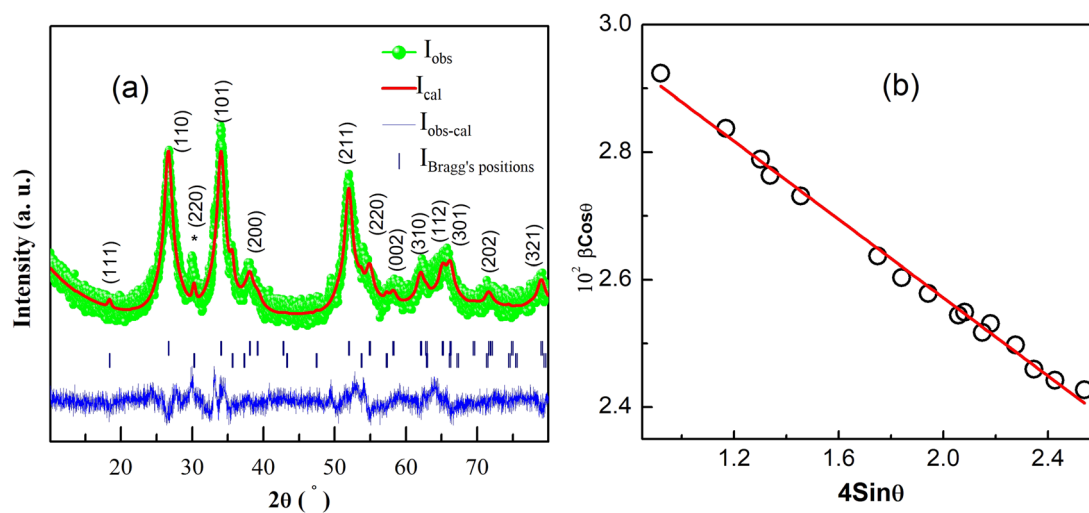 (a)
I_obs
I_cal
I_obs-cal
I_Bragg's positions
(111)
(110)
*
(220)
(101)
(200)
(211)
(220)
(002)
(310)
(112)
(301)
(202)
(321)
Intensity (a. u.)
20 30 40 50 60 70
2θ (°)
(b)
3.0
2.8
2.6
2.4
10² βCosθ
1.2 1.6 2.0 2.4
4Sinθ